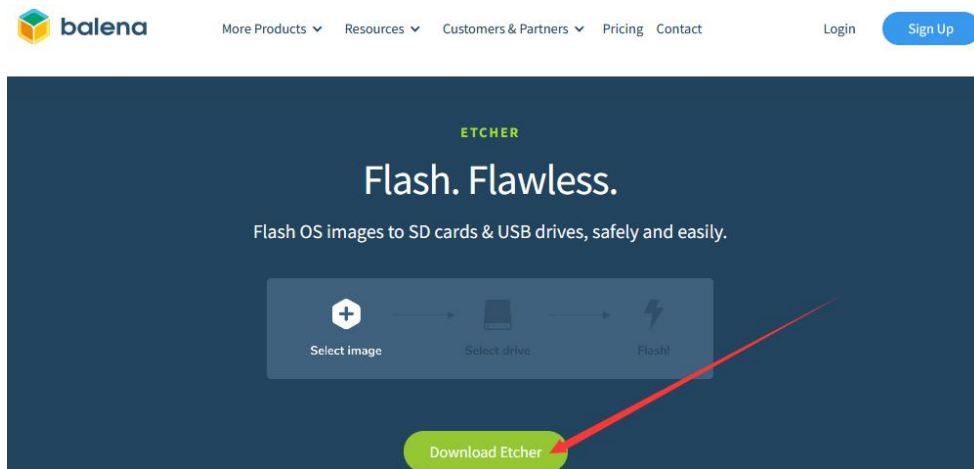 balena More Products Resources Customers & Partners Pricing Contact Login Sign Up
ETCHER
Flash. Flawless.
Flash OS images to SD cards & USB drives, safely and easily.
Select image Select drive Flash!
Download Etcher